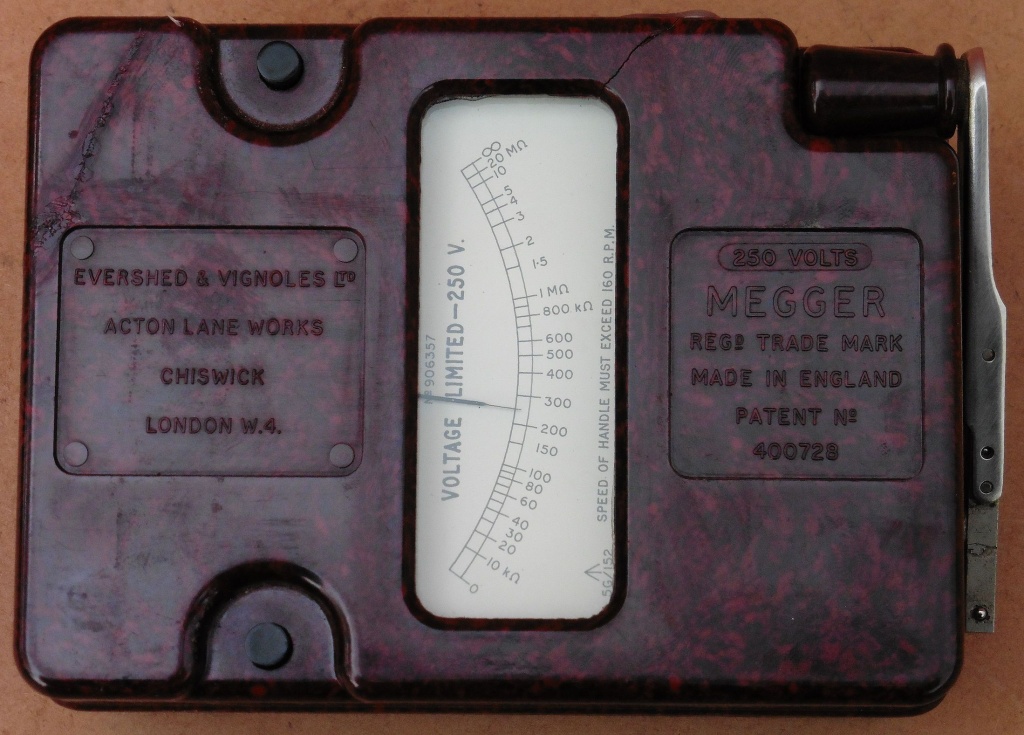 EVERSHED & VIGNOLES LTD
ACTON LANE WORKS
CHISWICK
LONDON W.4.
Nº 906357
VOLTAGE LIMITED-250 V.
∞
20 MΩ
10
5
4
3
2
1·5
1 MΩ
800 kΩ
600
500
400
300
200
150
100
80
60
40
30
20
10 kΩ
0
SPEED OF HANDLE MUST EXCEED 160 R.P.M.
5G/152
250 VOLTS
MEGGER
REGD TRADE MARK
MADE IN ENGLAND
PATENT Nº
400728